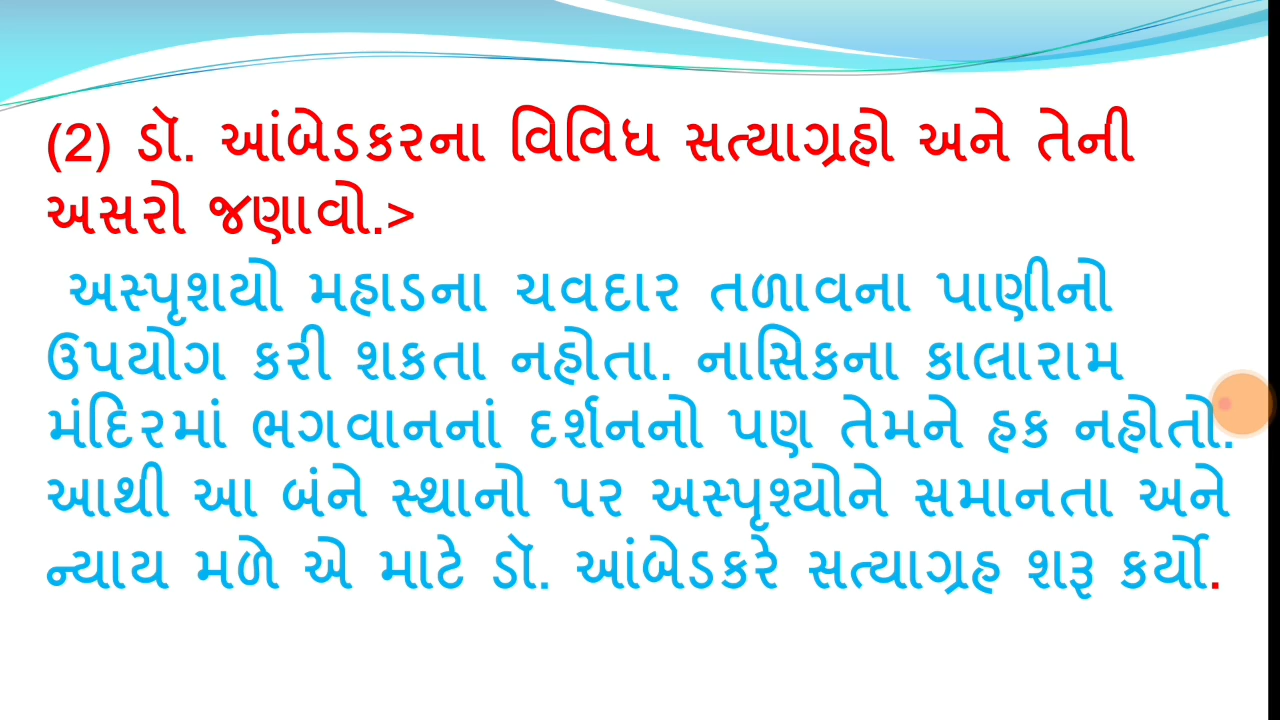 (2) ડૉ. આંબેડકરના વિવિધ સત્યાગ્રહો અને તેની
અસરો જણાવો.>
અસ્પૃશયો મહાડના ચવદાર તળાવના પાણીનો
ઉપયોગ કરી શકતા નહોતા. નાસિકના કાલારામ
મંદિરમાં ભગવાનનાં દર્શનનો પણ તેમને હક નહોતો.
આથી આ બંને સ્થાનો પર અસ્પૃશ્યોને સમાનતા અને
ન્યાય મળે એ માટે ડૉ. આંબેડકરે સત્યાગ્રહ શરૂ કર્યો.